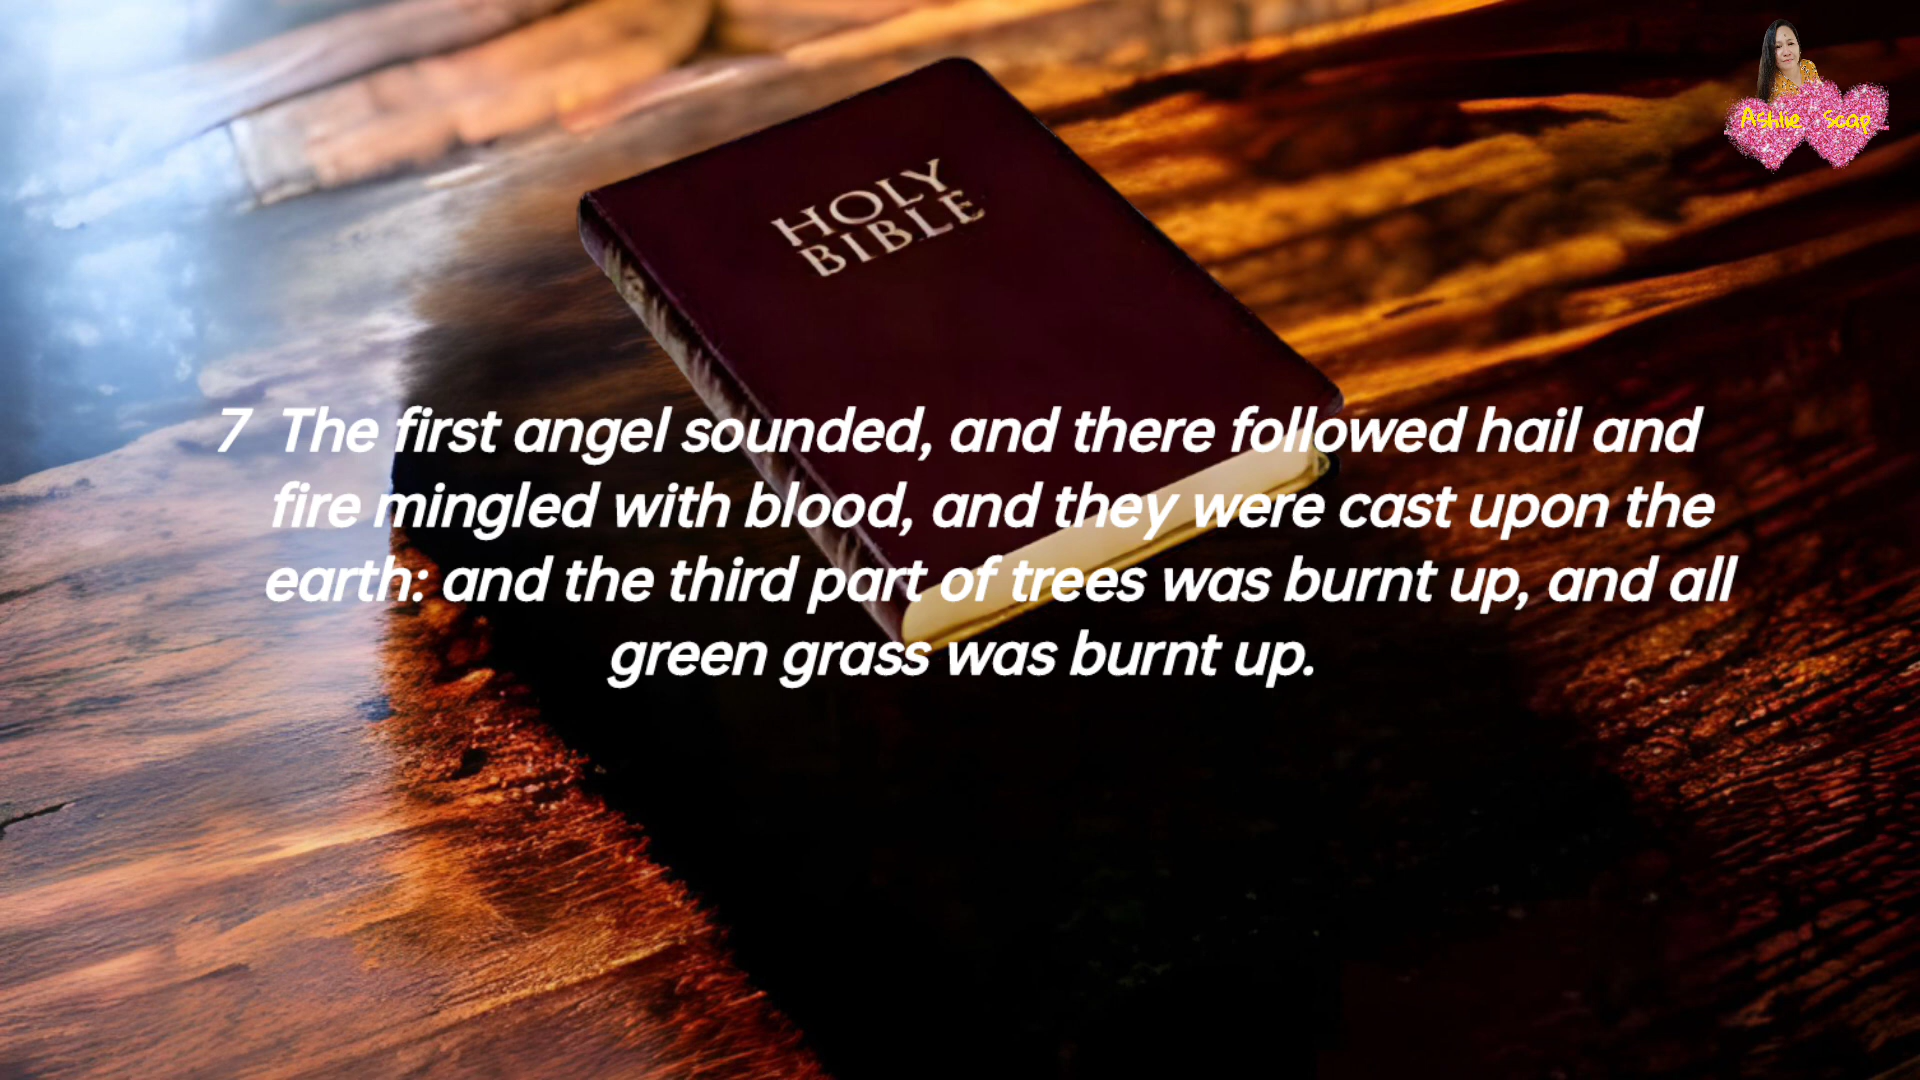 Ashlie Scap
HOLY
BIBLE
7 The first angel sounded, and there followed hail and
fire mingled with blood, and they were cast upon the
earth: and the third part of trees was burnt up, and all
green grass was burnt up.